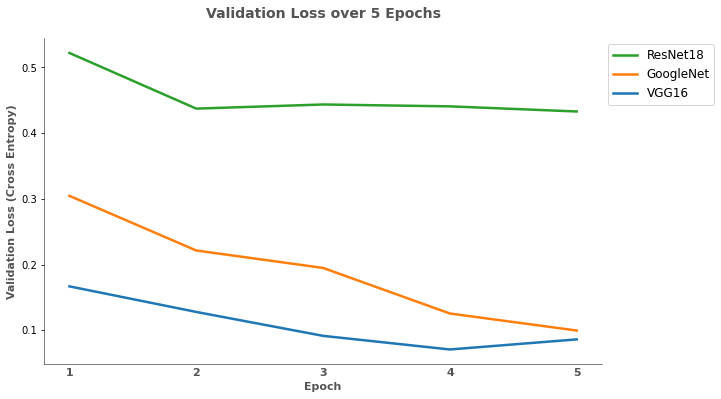 Validation Loss over 5 Epochs
Validation Loss (Cross Entropy)
0.5
0.4
0.3
0.2
0.1
1 2 3 4 5
Epoch
ResNet18
GoogleNet
VGG16